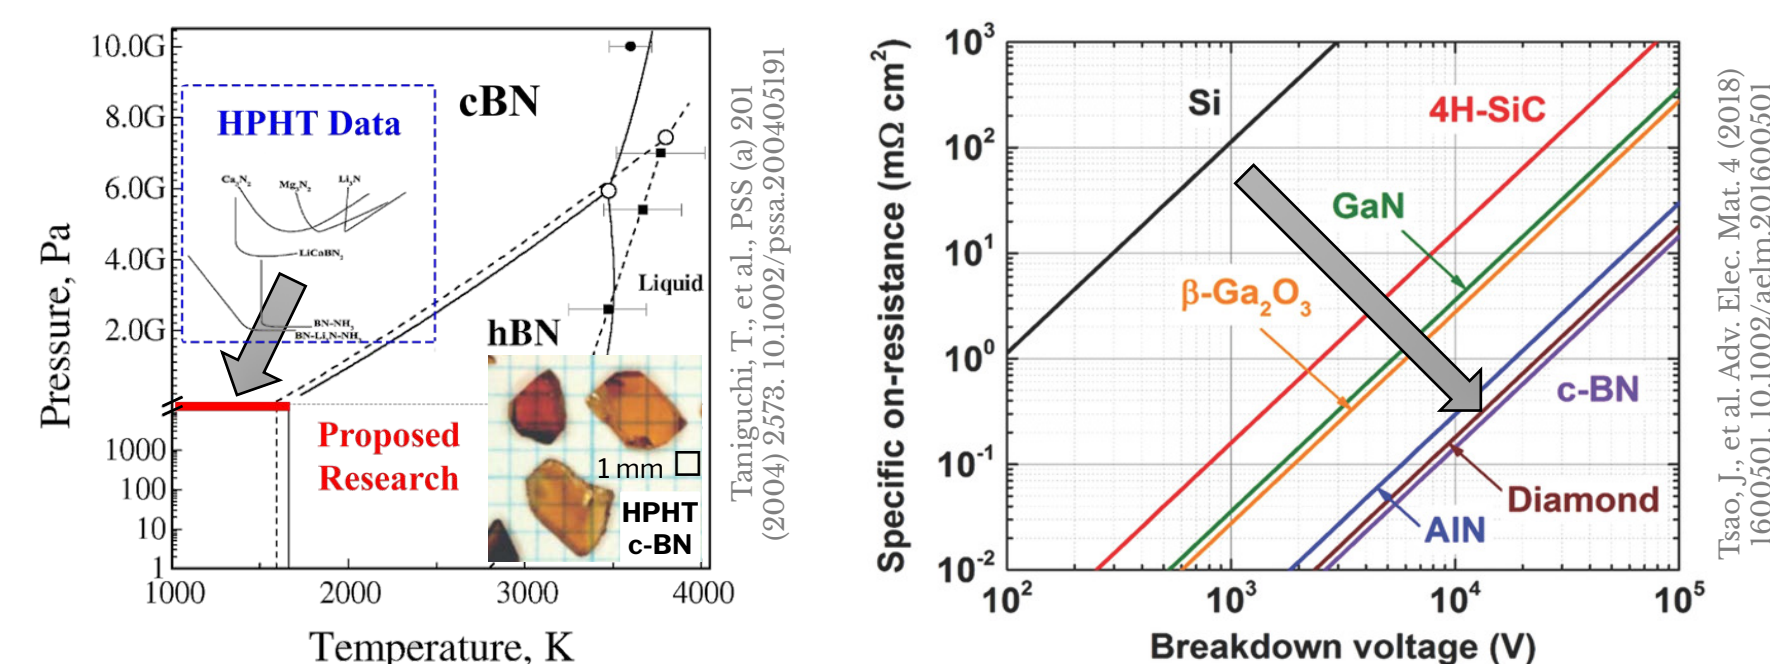 10.0G
8.0G
6.0G
4.0G
2.0G
1000
100
10
1
Pressure, Pa
1000 2000 3000 4000
Temperature, K
HPHT Data
cBN
Ca₃N₂
Mg₃N₂
Li₃N
LiCaBN₂
BN-NH₃
BN-Li₃N-NH₃
Liquid
hBN
Proposed
Research
1 mm
HPHT
c-BN
Taniguchi, T., et al., PSS (a) 201
(2004) 2573. 10.1002/pssa.200405191
10³
10²
10¹
10⁰
10⁻¹
10⁻²
Specific on-resistance (mΩ cm²)
10² 10³ 10⁴ 10⁵
Breakdown voltage (V)
Si
4H-SiC
GaN
β-Ga₂O₃
c-BN
Diamond
AlN
Tsao, J., et al. Adv. Elec. Mat. 4 (2018)
1600501. 10.1002/aelm.201600501